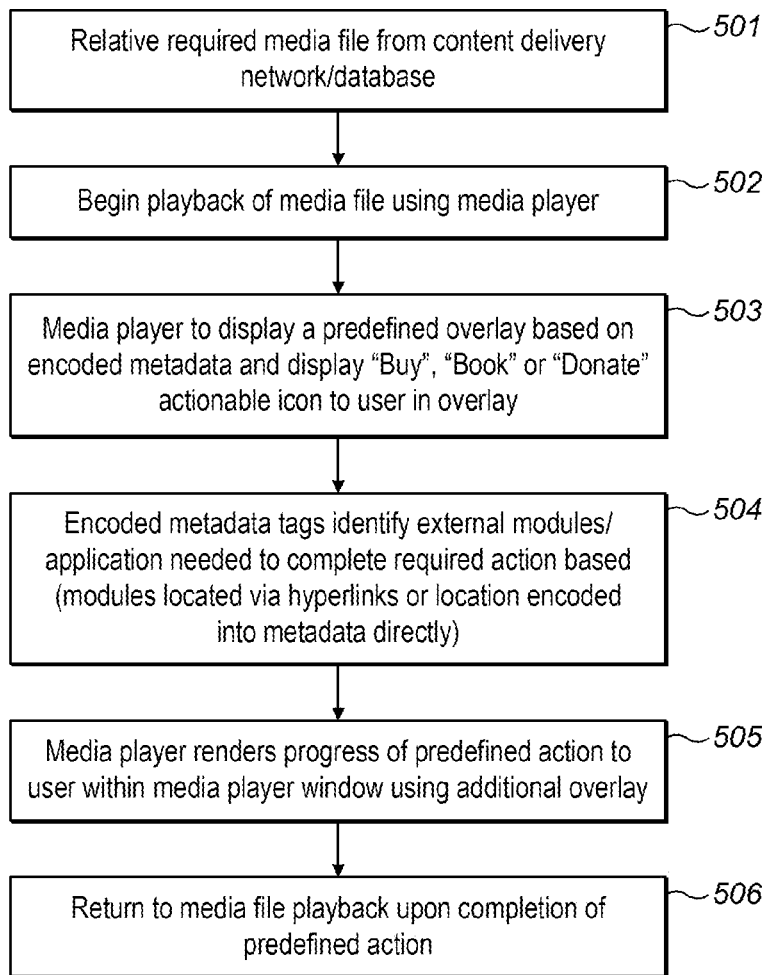 Relative required media file from content delivery
network/database
501
Begin playback of media file using media player
502
Media player to display a predefined overlay based on
encoded metadata and display “Buy”, “Book” or “Donate”
actionable icon to user in overlay
503
Encoded metadata tags identify external modules/
application needed to complete required action based
(modules located via hyperlinks or location encoded
into metadata directly)
504
Media player renders progress of predefined action to
user within media player window using additional overlay
505
Return to media file playback upon completion of
predefined action
506